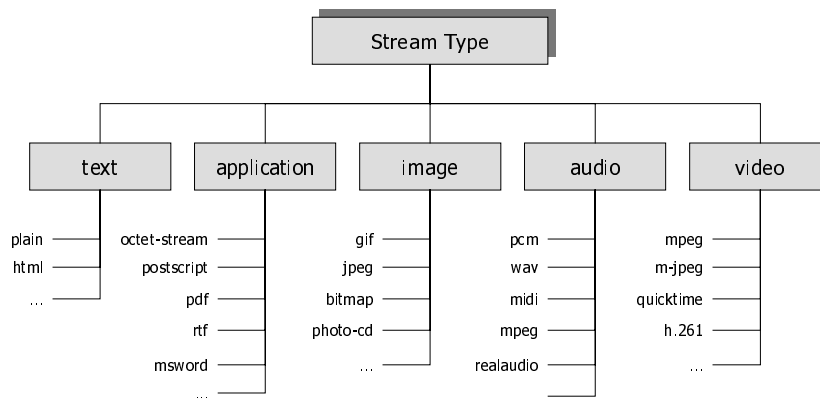 Stream Type
text
application
image
audio
video
plain
html
...
octet-stream
postscript
pdf
rtf
msword
...
gif
jpeg
bitmap
photo-cd
...
pcm
wav
midi
mpeg
realaudio
mpeg
m-jpeg
quicktime
h.261
...